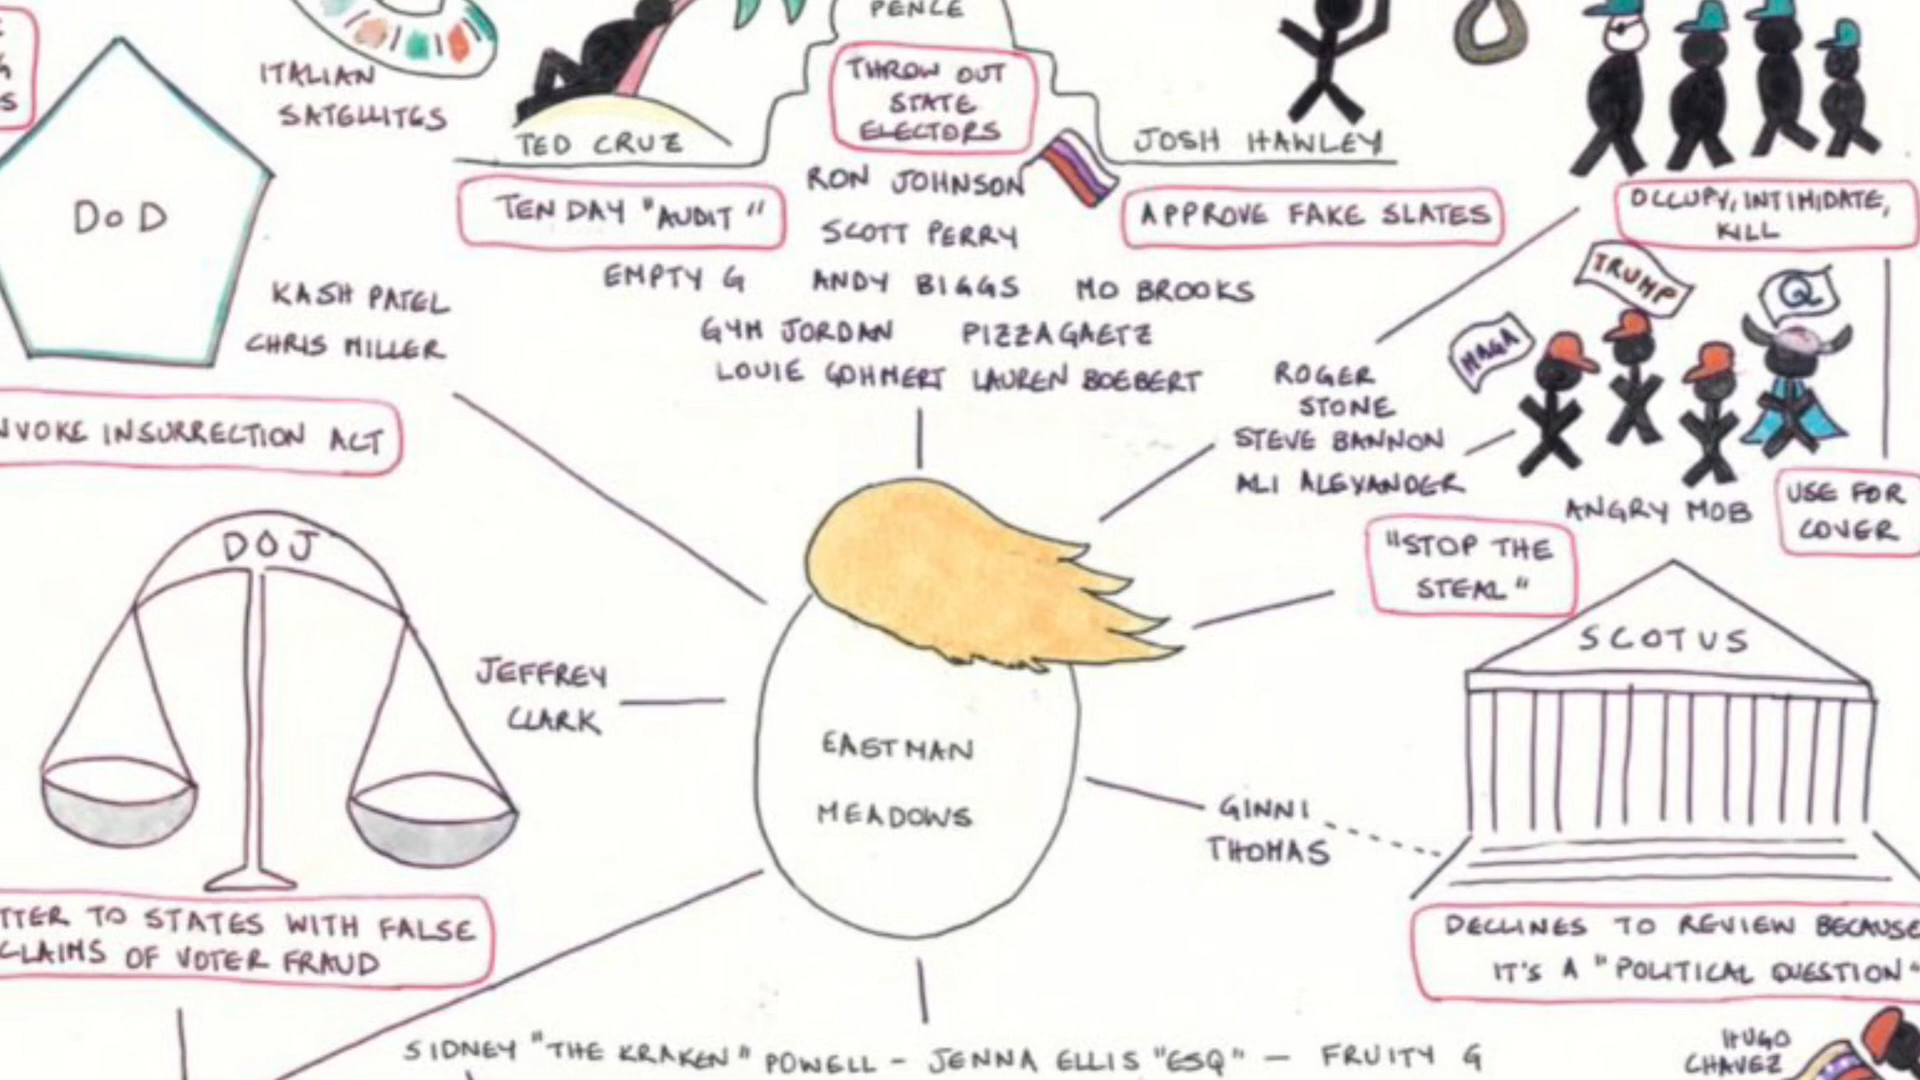 PENCE
THROW OUT
STATE
ELECTORS
ITALIAN
SATELLITES
TED CRUZ
JOSH HAWLEY
DOD
TEN DAY "AUDIT"
RON JOHNSON
SCOTT PERRY
APPROVE FAKE SLATES
OCCUPY, INTIMIDATE,
KILL
EMPTY G ANDY BIGGS MO BROOKS
GYM JORDAN PIZZAGAETZ
LOUIE GOHMERT LAUREN BOEBERT
KASH PATEL
CHRIS MILLER
TRUMP
Q
MAGA
ROGER
STONE
STEVE BANNON
ALI ALEXANDER
ANGRY MOB
USE FOR
COVER
NVOKE INSURRECTION ACT
"STOP THE
STEAL"
DOJ
SCOTUS
JEFFREY
CLARK
EASTMAN
MEADOWS
GINNI
THOMAS
TTER TO STATES WITH FALSE
CLAIMS OF VOTER FRAUD
DECLINES TO REVIEW BECAUSE
IT'S A "POLITICAL QUESTION"
SIDNEY "THE KRAKEN" POWELL - JENNA ELLIS "ESQ" - FRUITY G
HUGO
CHAVEZ